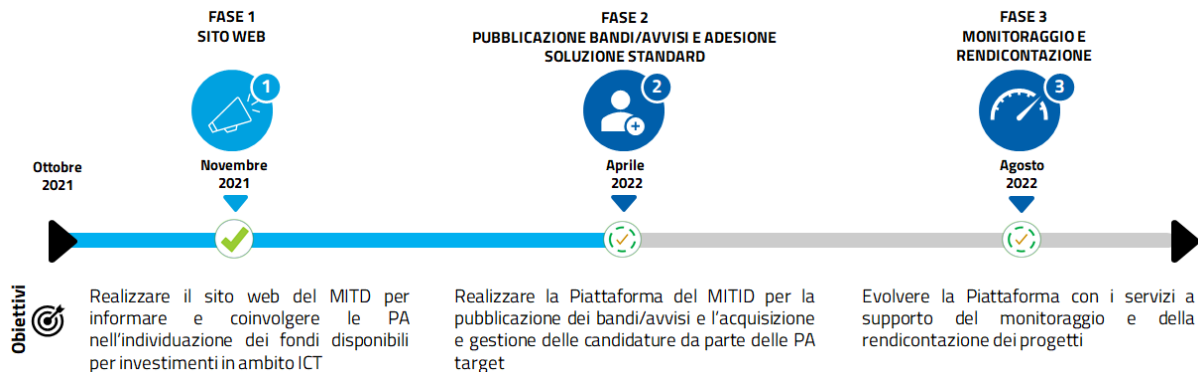 FASE 1
SITO WEB
FASE 2
PUBBLICAZIONE BANDI/AVVISI E ADESIONE
SOLUZIONE STANDARD
FASE 3
MONITORAGGIO E
RENDICONTAZIONE
1
2
3
Ottobre
2021
Novembre
2021
Aprile
2022
Agosto
2022
Obiettivi
Realizzare il sito web del MITD per
informare e coinvolgere le PA
nell'individuazione dei fondi disponibili
per investimenti in ambito ICT
Realizzare la Piattaforma del MITID per la
pubblicazione dei bandi/avvisi e l'acquisizione
e gestione delle candidature da parte delle PA
target
Evolvere la Piattaforma con i servizi a
supporto del monitoraggio e della
rendicontazione dei progetti